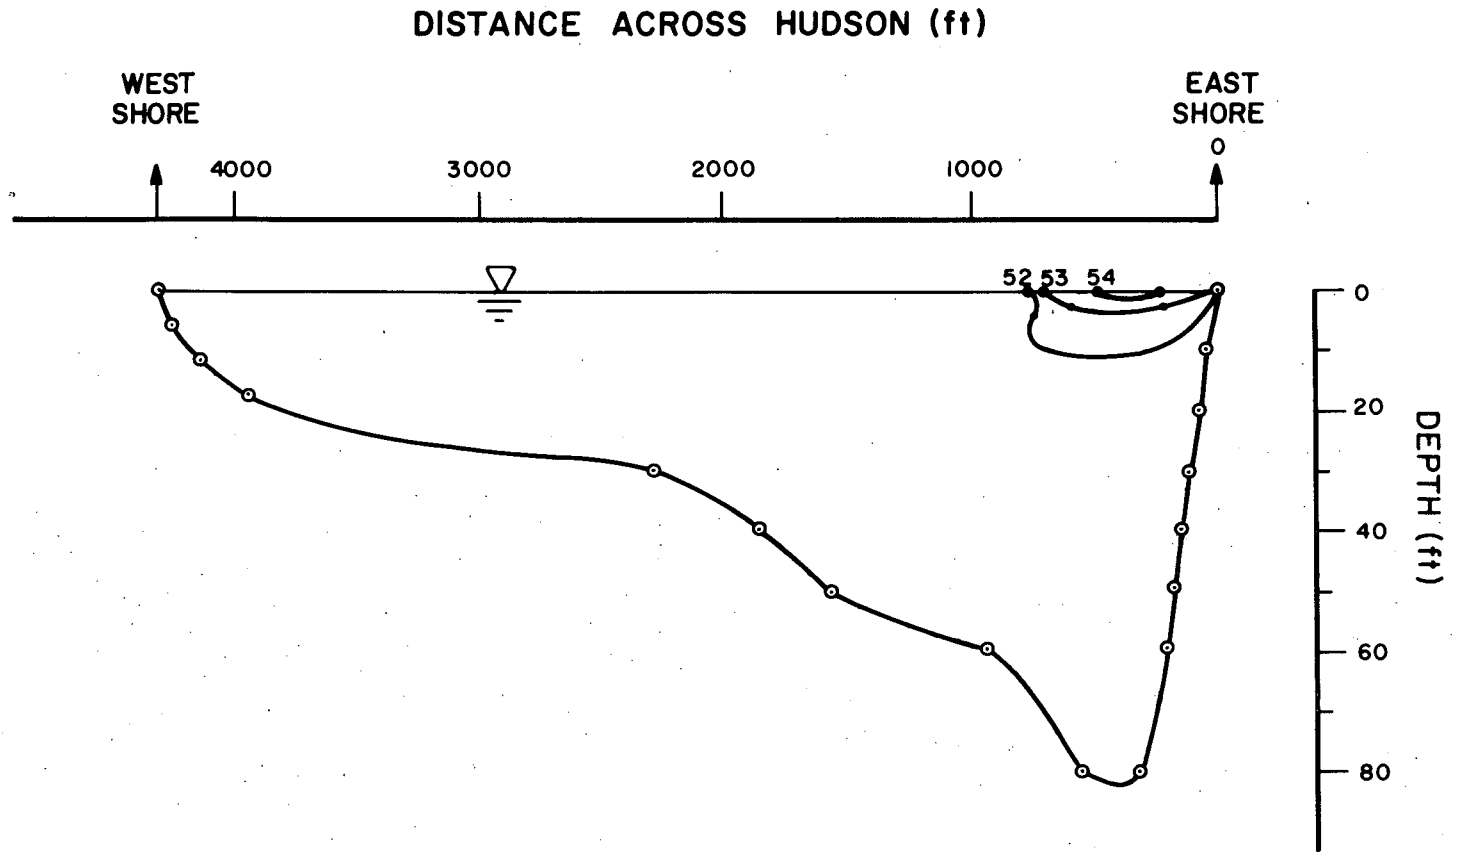 DISTANCE ACROSS HUDSON (ft)
WEST
SHORE
EAST
SHORE
4000 3000 2000 1000 0
52 53 54
0
20
40
60
80
DEPTH (ft)